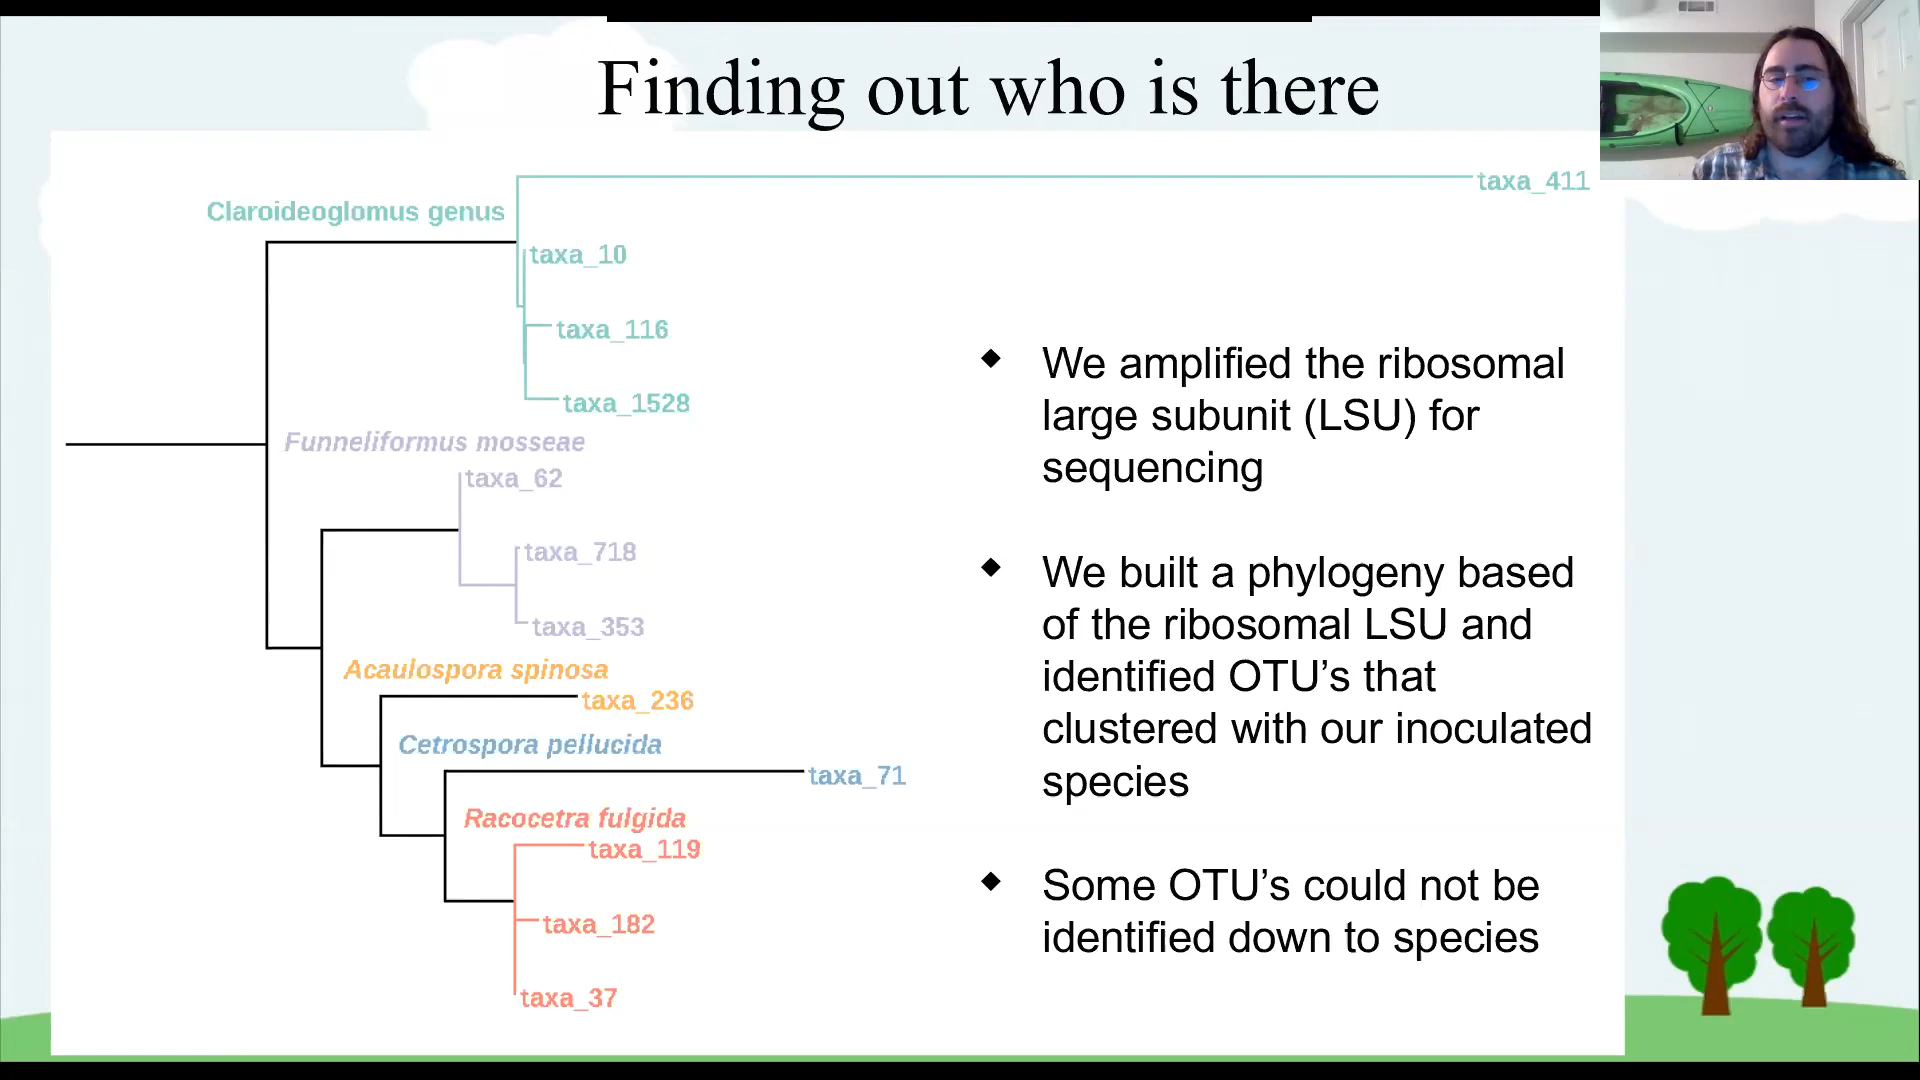 Finding out who is there
taxa_411
Claroideoglomus genus
taxa_10
taxa_116
taxa_1528
Funneliformus mosseae
taxa_62
taxa_718
taxa_353
Acaulospora spinosa
taxa_236
Cetrospora pellucida
taxa_71
Racocetra fulgida
taxa_119
taxa_182
taxa_37
We amplified the ribosomal
large subunit (LSU) for
sequencing
We built a phylogeny based
of the ribosomal LSU and
identified OTU’s that
clustered with our inoculated
species
Some OTU’s could not be
identified down to species